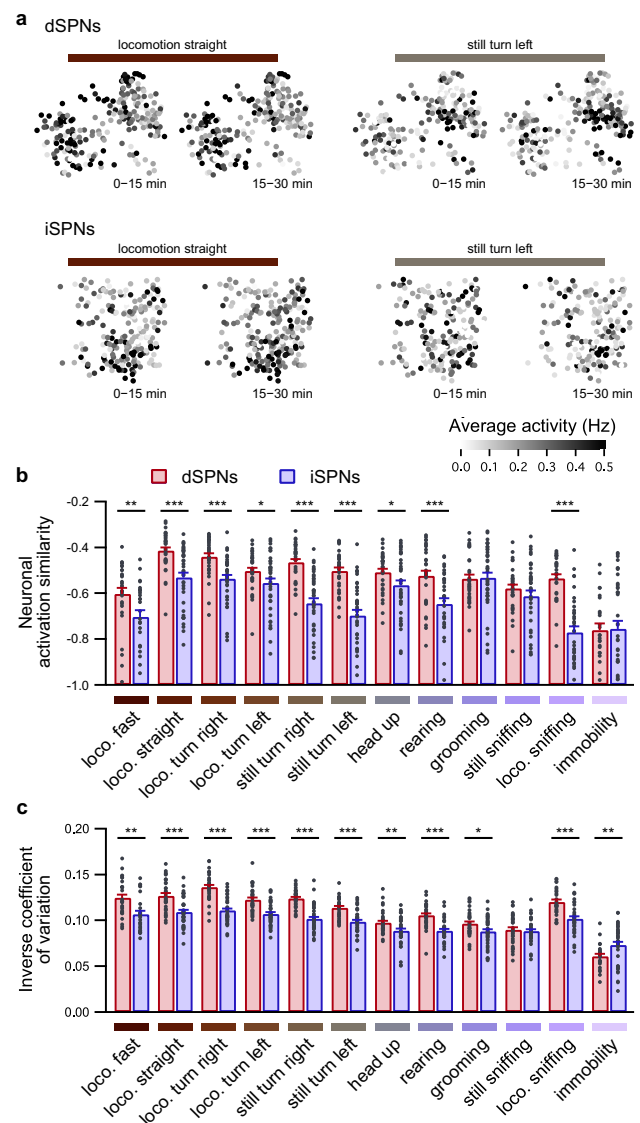 a
dSPNs
locomotion straight
still turn left
0−15 min
15−30 min
0−15 min
15−30 min
iSPNs
locomotion straight
still turn left
0−15 min
15−30 min
0−15 min
15−30 min
Average activity (Hz)
0.0 0.1 0.2 0.3 0.4 0.5
b
dSPNs
iSPNs
** *** *** * *** *** * *** ***
Neuronal
activation similarity
-0.2
-0.4
-0.6
-0.8
-1.0
loco. fast
loco. straight
loco. turn right
loco. turn left
still turn right
still turn left
head up
rearing
grooming
still sniffing
loco. sniffing
immobility
c
** *** *** *** *** *** ** *** * *** **
Inverse coefficient
of variation
0.20
0.15
0.10
0.05
0.00
loco. fast
loco. straight
loco. turn right
loco. turn left
still turn right
still turn left
head up
rearing
grooming
still sniffing
loco. sniffing
immobility